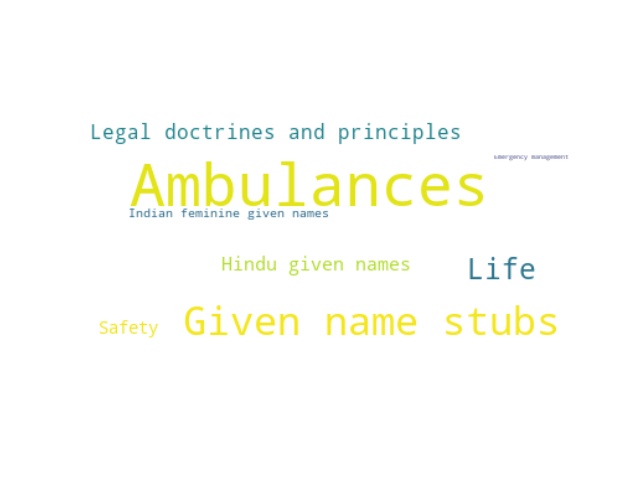 Legal doctrines and principles
Emergency management
Ambulances
Indian feminine given names
Hindu given names
Life
Given name stubs
Safety